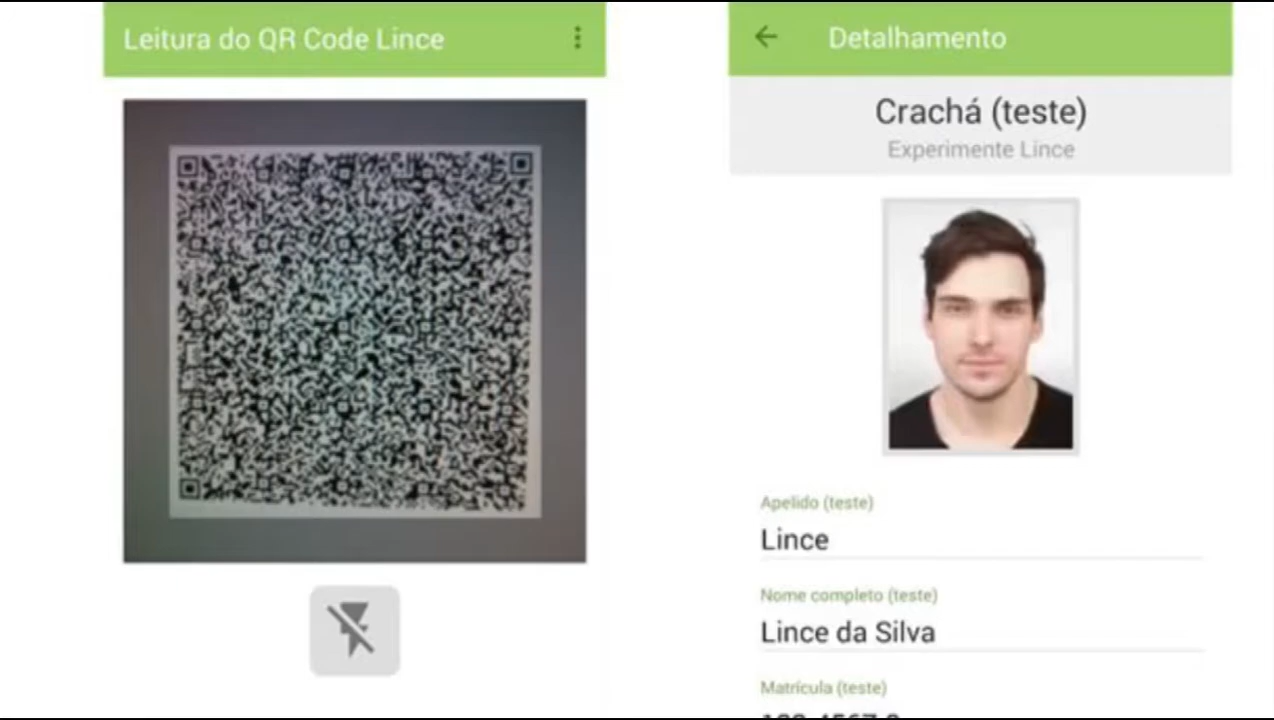 Leitura do QR Code Lince
Detalhamento
Crachá (teste)
Experimente Lince
Apelido (teste)
Lince
Nome completo (teste)
Lince da Silva
Matrícula (teste)